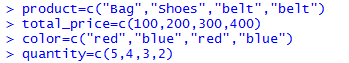 > product=c("Bag","Shoes","belt","belt")
> total_price=c(100,200,300,400)
> color=c("red","blue","red","blue")
> quantity=c(5,4,3,2)